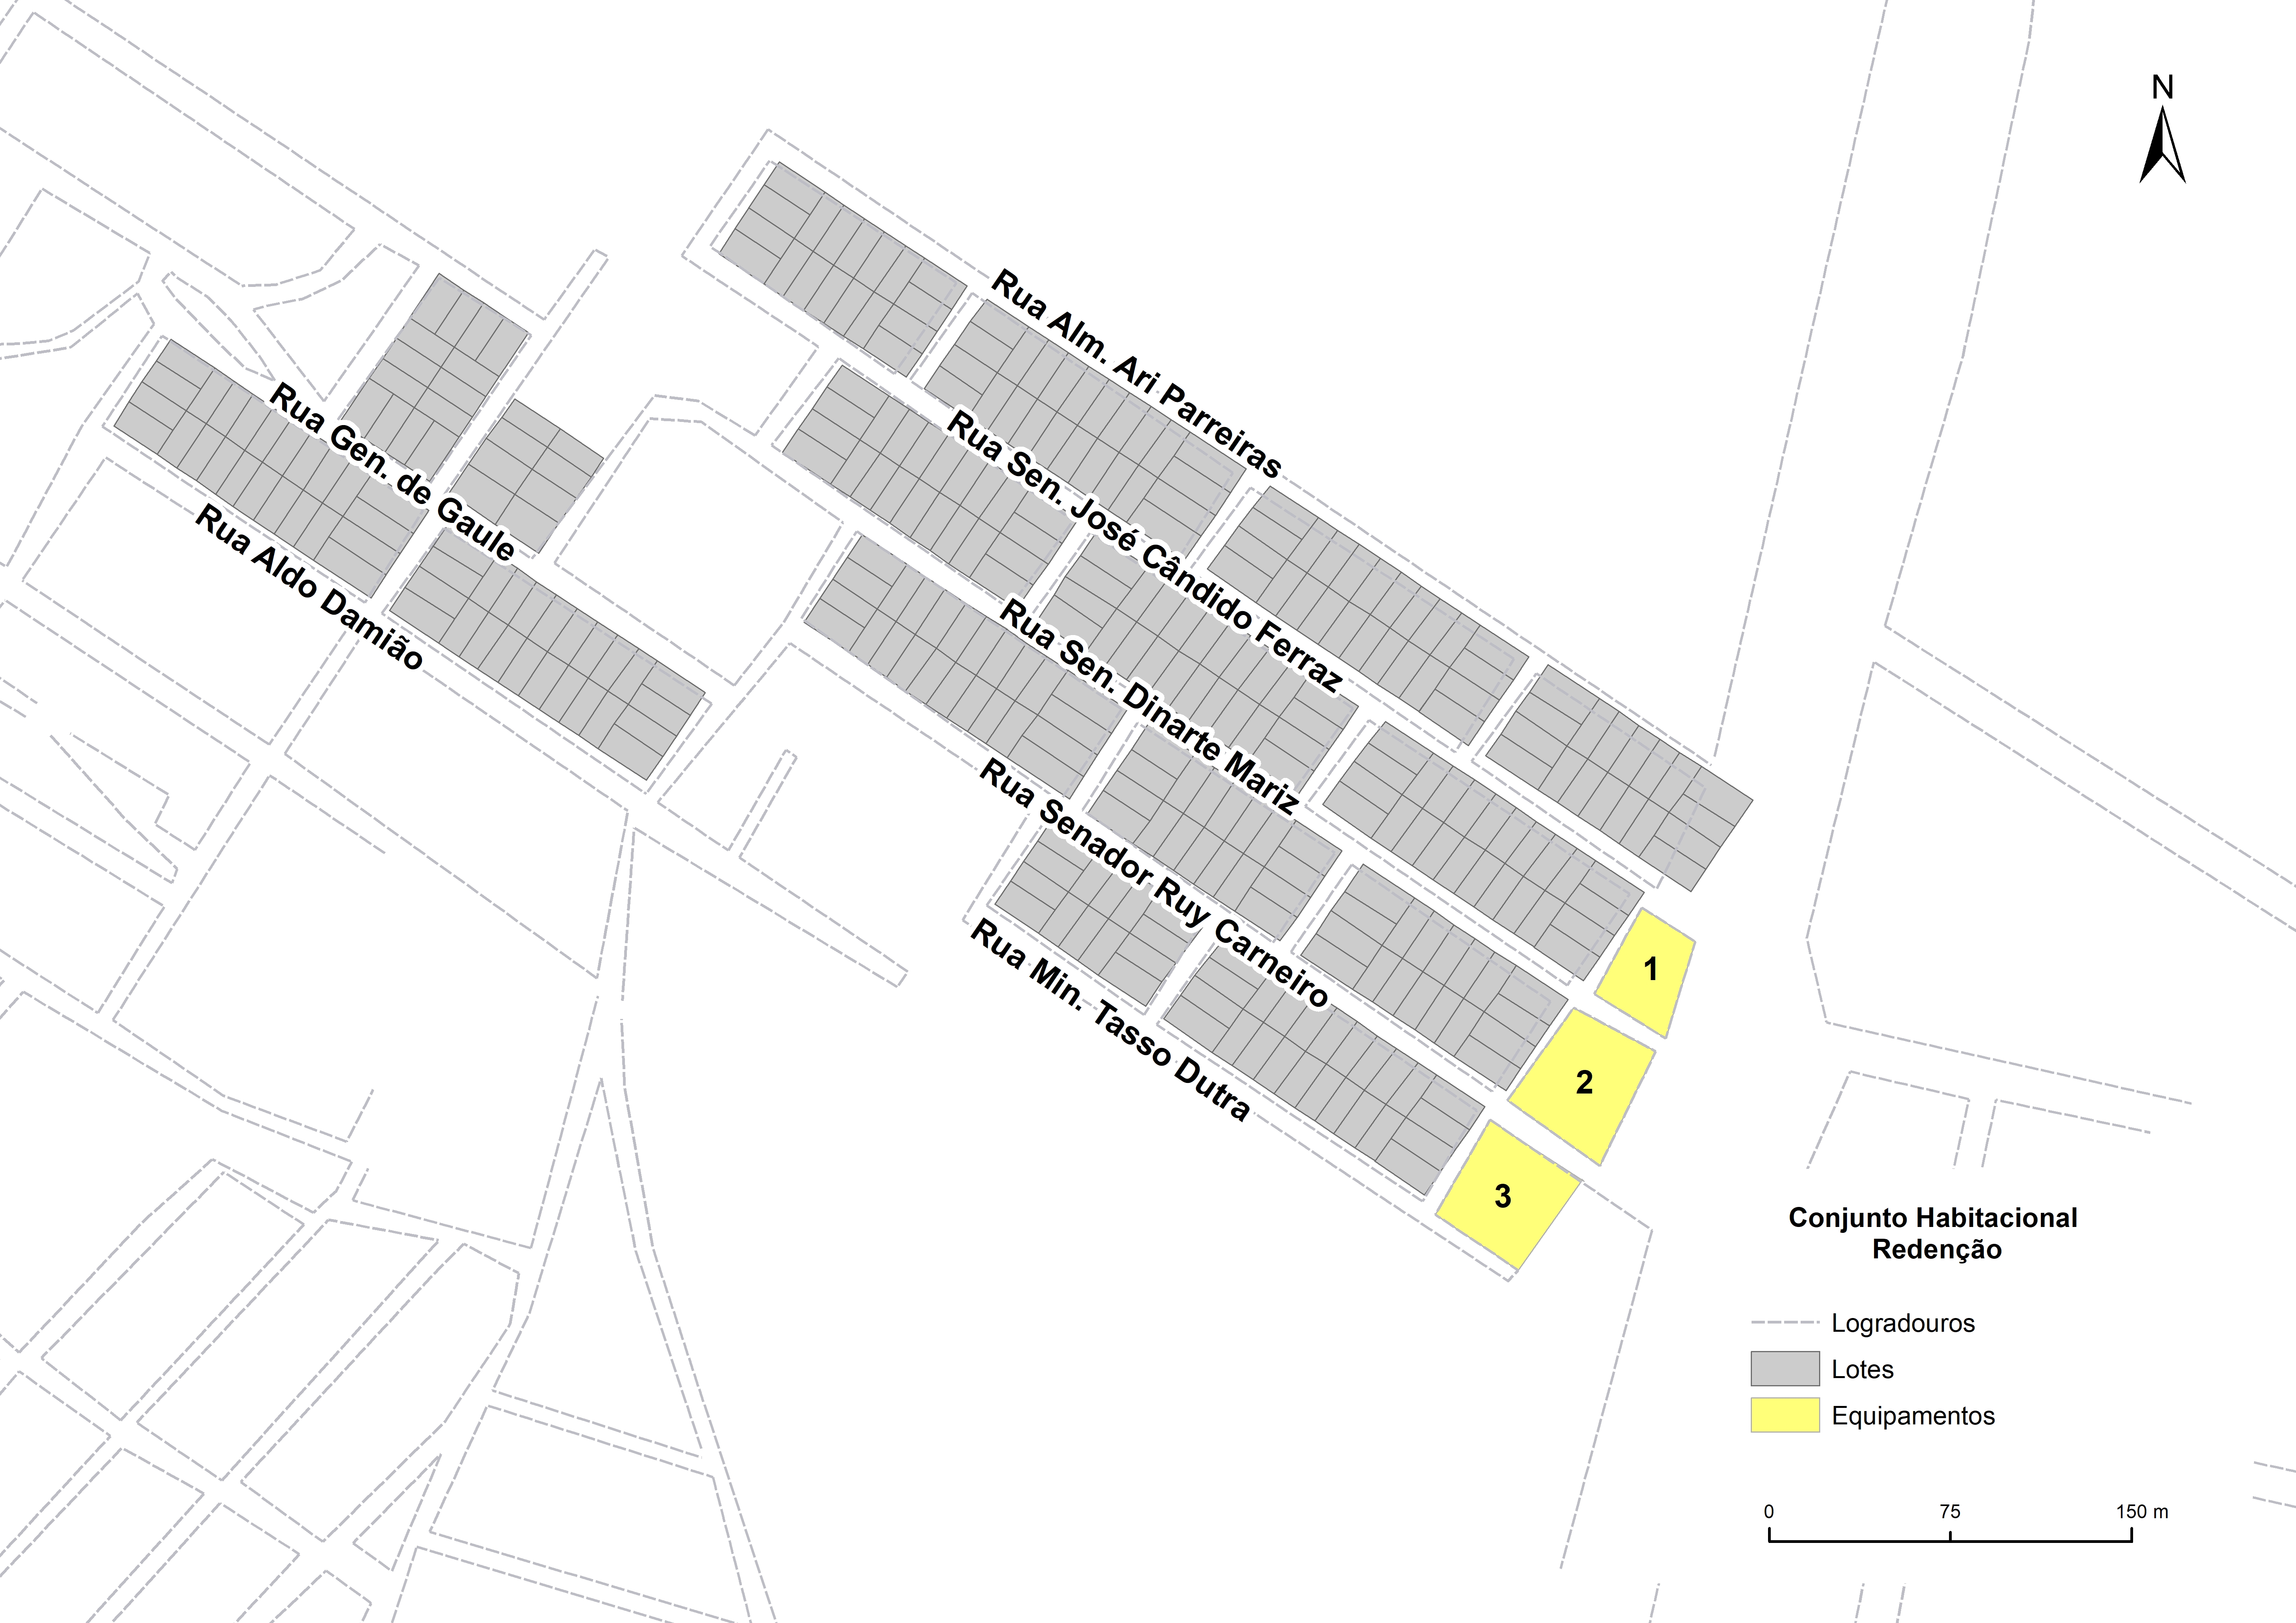 N
Rua Alm. Ari Parreiras
Rua Gen. de Gaule
Rua Sen. José Cândido Ferraz
Rua Aldo Damião
Rua Sen. Dinarte Mariz
Rua Senador Ruy Carneiro
Rua Min. Tasso Dutra
1
2
3
Conjunto Habitacional
Redenção
Logradouros
Lotes
Equipamentos
0 75 150 m